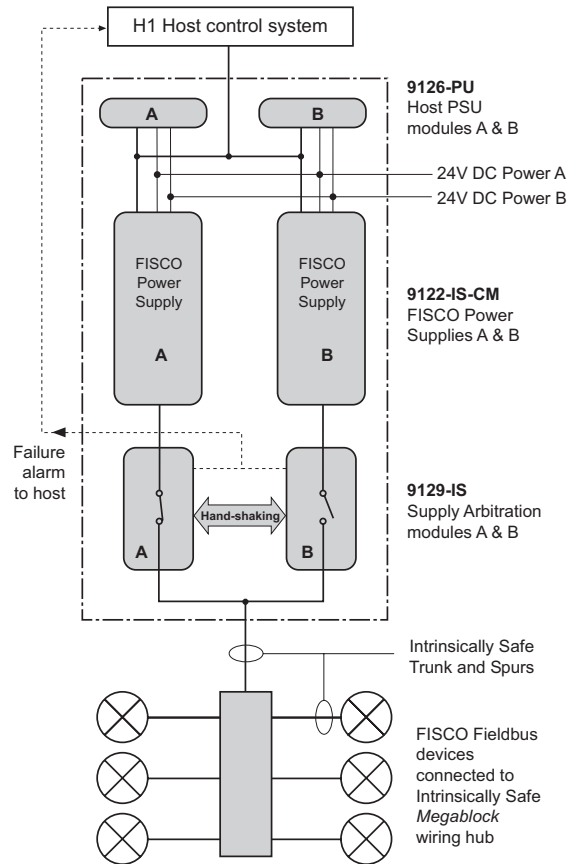 H1 Host control system
A
B
9126-PU
Host PSU
modules A & B
24V DC Power A
24V DC Power B
FISCO
Power
Supply
A
FISCO
Power
Supply
B
9122-IS-CM
FISCO Power
Supplies A & B
Failure
alarm
to host
Hand-shaking
A
B
9129-IS
Supply Arbitration
modules A & B
Intrinsically Safe
Trunk and Spurs
FISCO Fieldbus
devices
connected to
Intrinsically Safe
Megablock
wiring hub